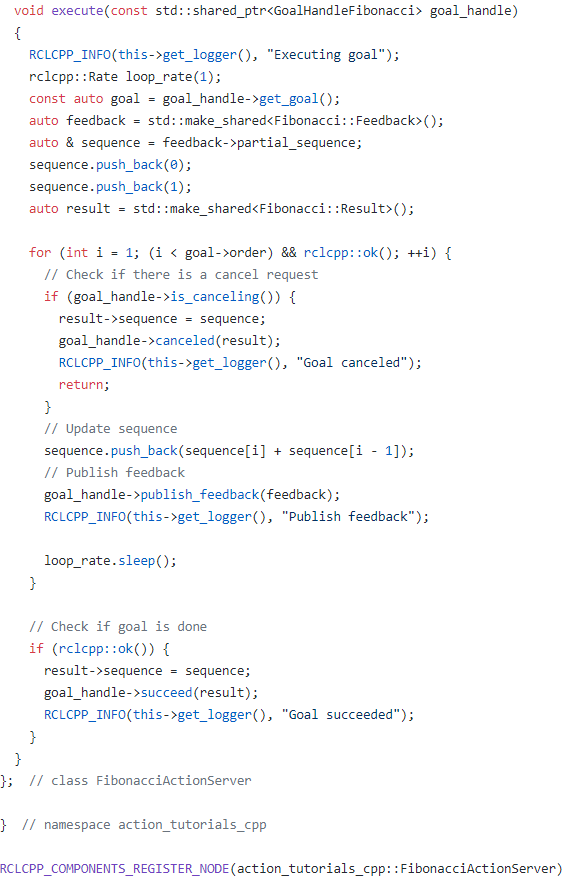 void execute(const std::shared_ptr<GoalHandleFibonacci> goal_handle)
{
RCLCPP_INFO(this->get_logger(), "Executing goal");
rclcpp::Rate loop_rate(1);
const auto goal = goal_handle->get_goal();
auto feedback = std::make_shared<Fibonacci::Feedback>();
auto & sequence = feedback->partial_sequence;
sequence.push_back(0);
sequence.push_back(1);
auto result = std::make_shared<Fibonacci::Result>();
for (int i = 1; (i < goal->order) && rclcpp::ok(); ++i) {
// Check if there is a cancel request
if (goal_handle->is_canceling()) {
result->sequence = sequence;
goal_handle->canceled(result);
RCLCPP_INFO(this->get_logger(), "Goal canceled");
return;
}
// Update sequence
sequence.push_back(sequence[i] + sequence[i - 1]);
// Publish feedback
goal_handle->publish_feedback(feedback);
RCLCPP_INFO(this->get_logger(), "Publish feedback");
loop_rate.sleep();
}
// Check if goal is done
if (rclcpp::ok()) {
result->sequence = sequence;
goal_handle->succeed(result);
RCLCPP_INFO(this->get_logger(), "Goal succeeded");
}
}
};  // class FibonacciActionServer
}  // namespace action_tutorials_cpp
RCLCPP_COMPONENTS_REGISTER_NODE(action_tutorials_cpp::FibonacciActionServer)